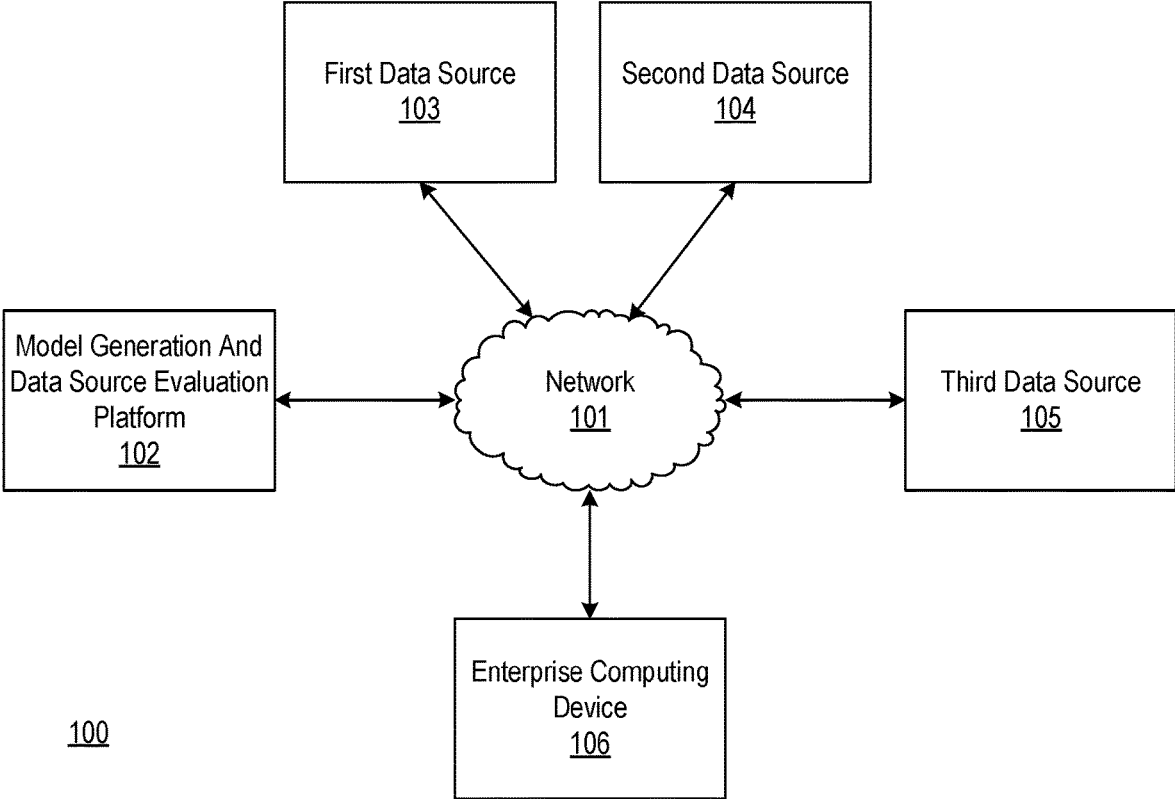 First Data Source
103
Second Data Source
104
Model Generation And
Data Source Evaluation
Platform
102
Network
101
Third Data Source
105
Enterprise Computing
Device
106
100